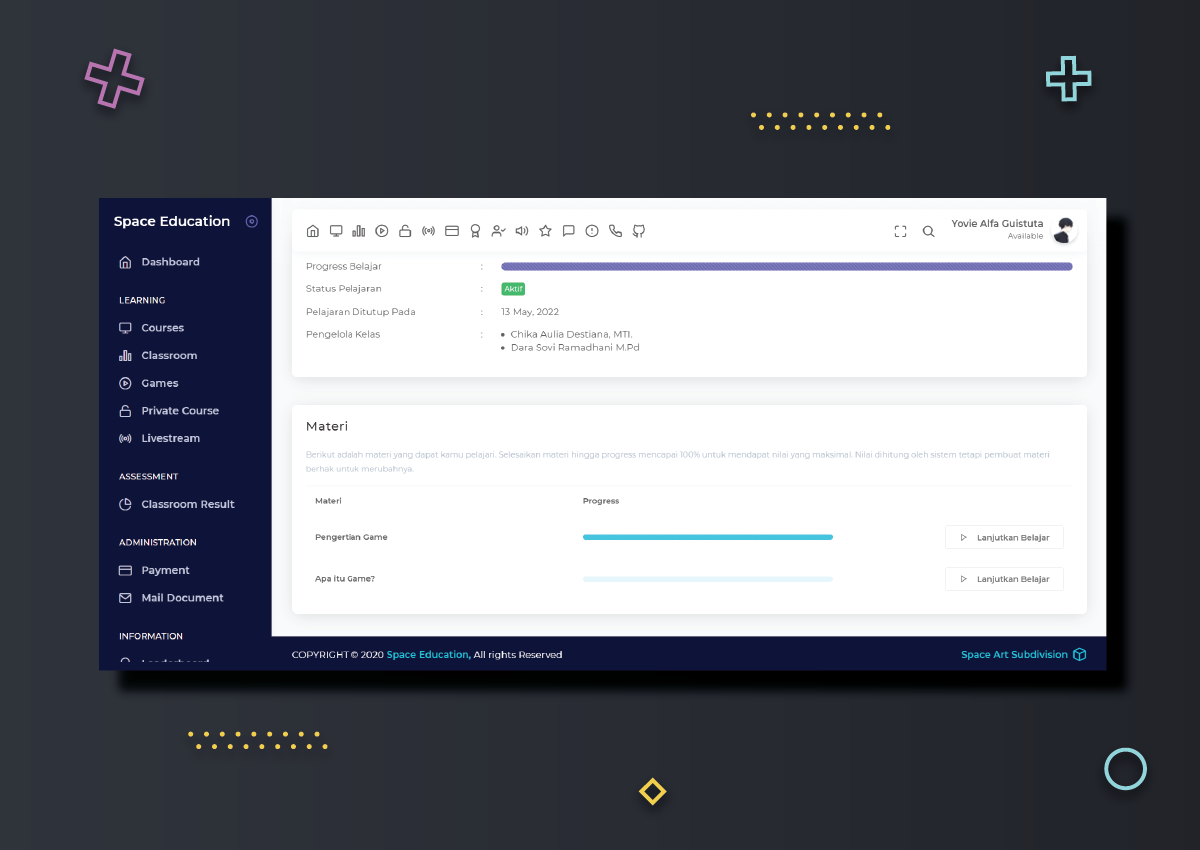 Space Education
Dashboard
LEARNING
Courses
Classroom
Games
Private Course
Livestream
ASSESSMENT
Classroom Result
ADMINISTRATION
Payment
Mail Document
INFORMATION
Leaderboard
Yovie Alfa Guistuta
Available
Progress Belajar :
Status Pelajaran : Aktif
Pelajaran Ditutup Pada : 13 May, 2022
Pengelola Kelas : • Chika Aulia Destiana, MTI.
• Dara Sovi Ramadhani M.Pd
Materi
Berikut adalah materi yang dapat kamu pelajari. Selesaikan materi hingga progress mencapai 100% untuk mendapat nilai yang maksimal. Nilai dihitung oleh sistem tetapi pembuat materi
berhak untuk merubahnya.
Materi Progress
Pengertian Game Lanjutkan Belajar
Apa itu Game? Lanjutkan Belajar
COPYRIGHT © 2020 Space Education, All rights Reserved
Space Art Subdivision